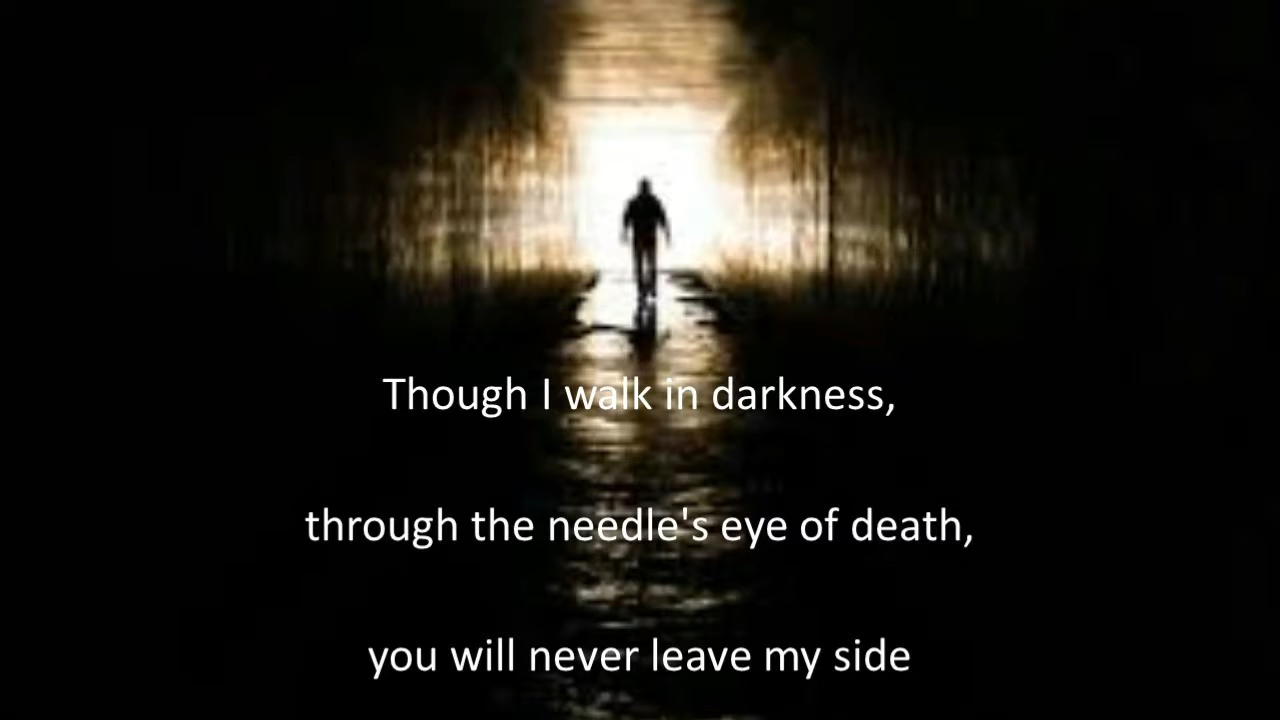 Though I walk in darkness,
through the needle's eye of death,
you will never leave my side